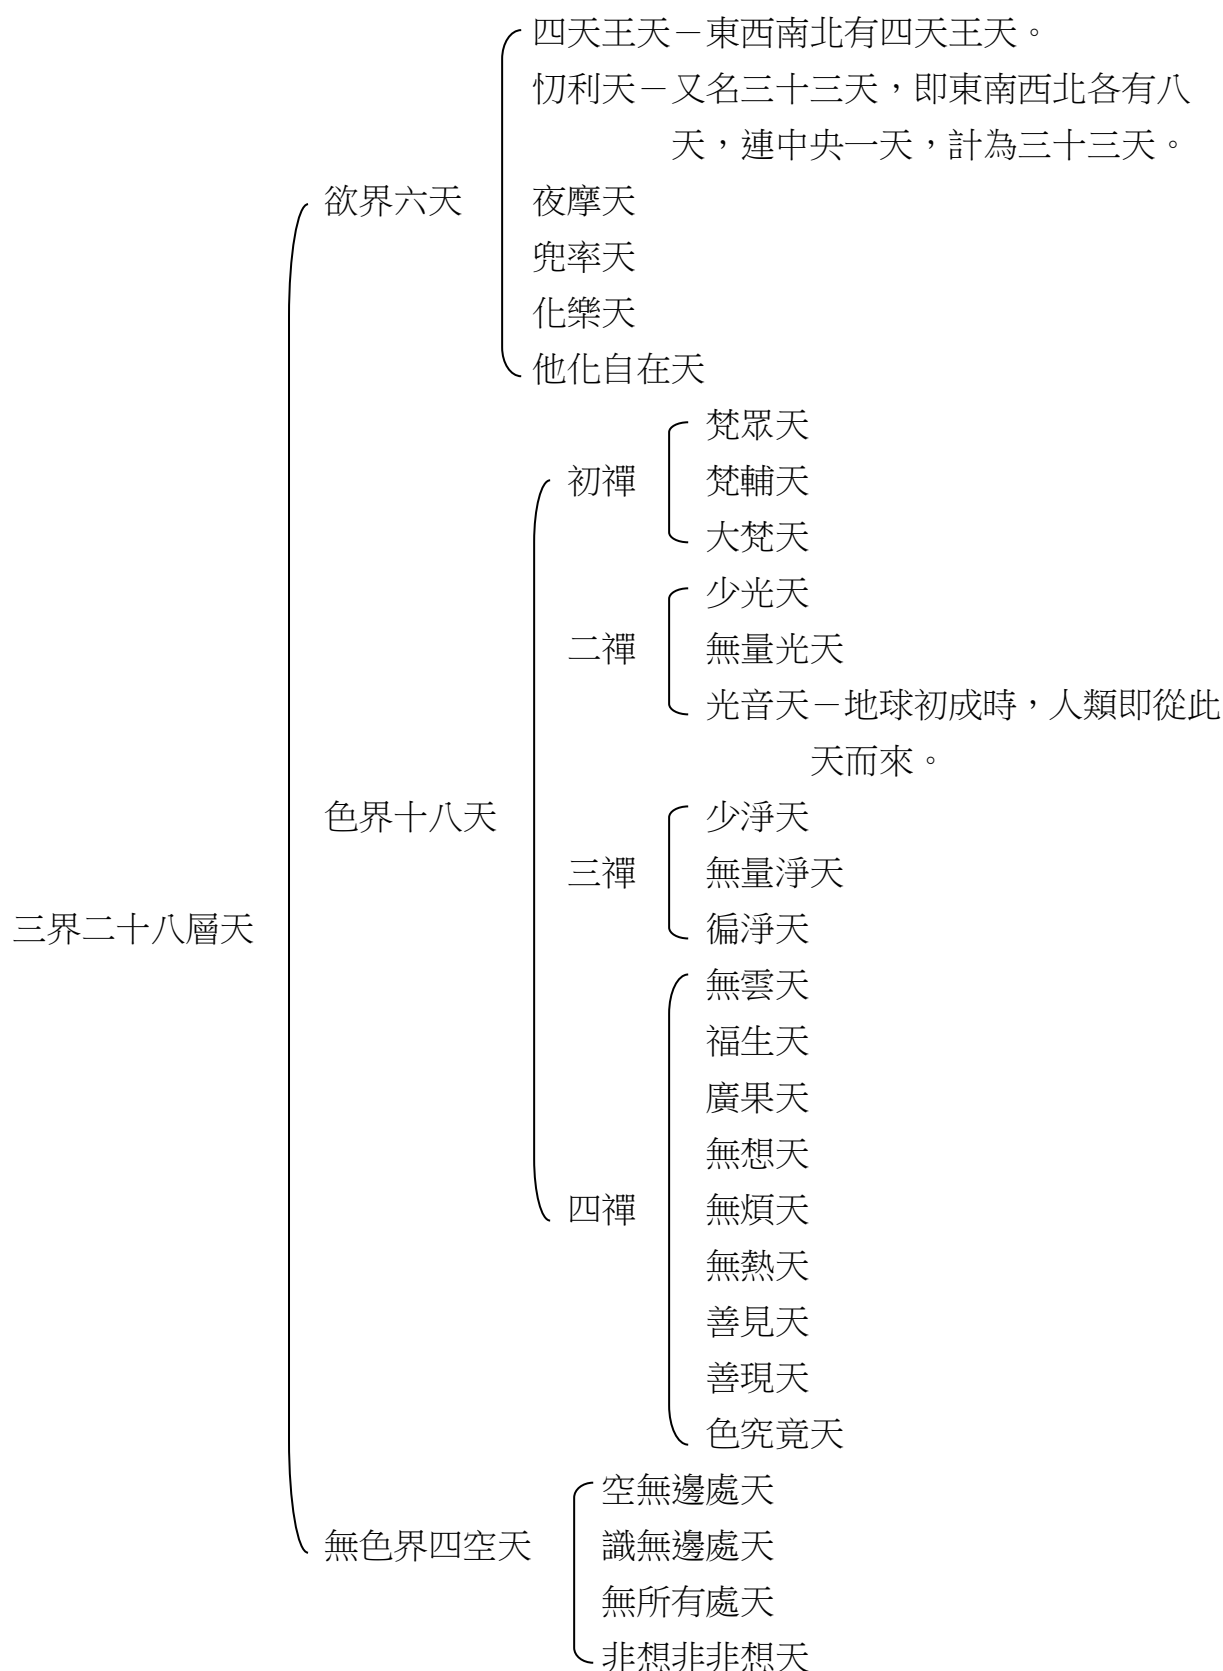 四天王天－東西南北有四天王天。
忉利天－又名三十三天，即東南西北各有八
天，連中央一天，計為三十三天。
欲界六天
夜摩天
兜率天
化樂天
他化自在天
梵眾天
初禪
梵輔天
大梵天
少光天
二禪
無量光天
光音天－地球初成時，人類即從此
天而來。
色界十八天
少淨天
三禪
無量淨天
三界二十八層天
徧淨天
無雲天
福生天
廣果天
無想天
四禪
無煩天
無熱天
善見天
善現天
色究竟天
空無邊處天
無色界四空天
識無邊處天
無所有處天
非想非非想天